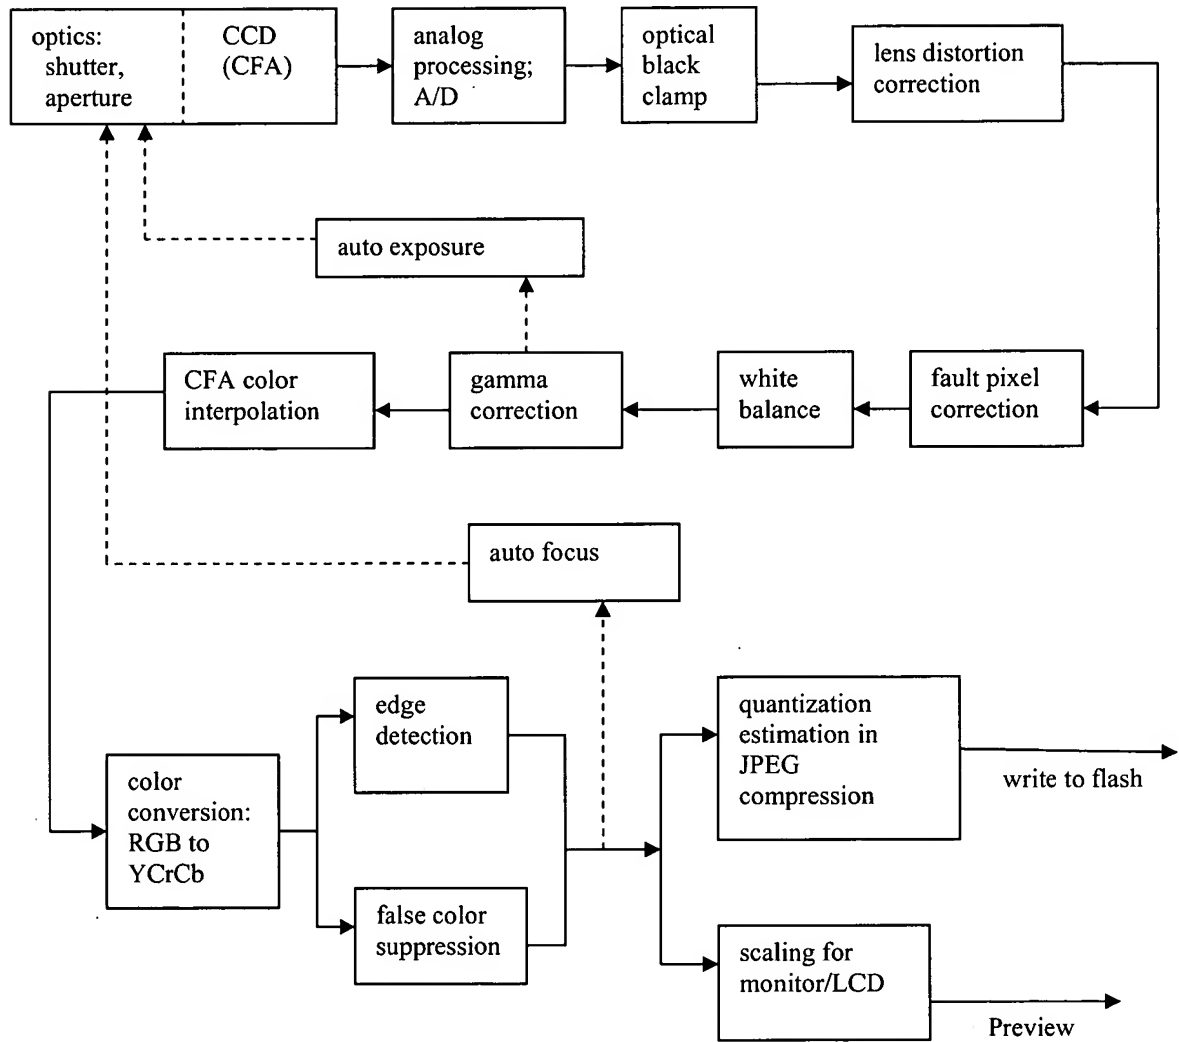 optics:
shutter,
aperture
CCD
(CFA)
analog
processing;
A/D
optical
black
clamp
lens distortion
correction
auto exposure
CFA color
interpolation
gamma
correction
white
balance
fault pixel
correction
auto focus
edge
detection
quantization
estimation in
JPEG
compression
write to flash
color
conversion:
RGB to
YCrCb
false color
suppression
scaling for
monitor/LCD
Preview